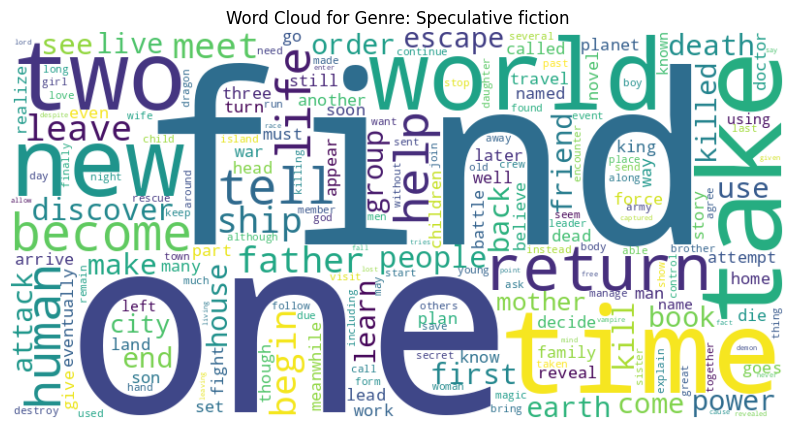 Word Cloud for Genre: Speculative fiction
lord two see live meet go order several escape called need made continue planet known death say
realize long girl love find world life still enter travel novel past boy doctor
dragon three turn another soon daughter stop found event using last
leave even wife child finally despite run must want sent named killed take
new island race war head appear group help away crew join friend king place send way
day night tell killing without later old encounter along use
discover rescue keep around member god men children well battle back believe seem army leader force agree story
become ship although fall tries dead captured instead body able brother attempt
arrive town part father people return home
human make many house visit lost start young point free show control
attack remain much left living follow due including may mother ask manage man name die
eventually city land end son hand fight begin learn others save plan vampire decide kill book thing
give though meanwhile call form secret know mind family sister fact demon goes never
destroy used set leaving lead work woman magic first bring one time taken reveal earth explain great come cause together power revealed